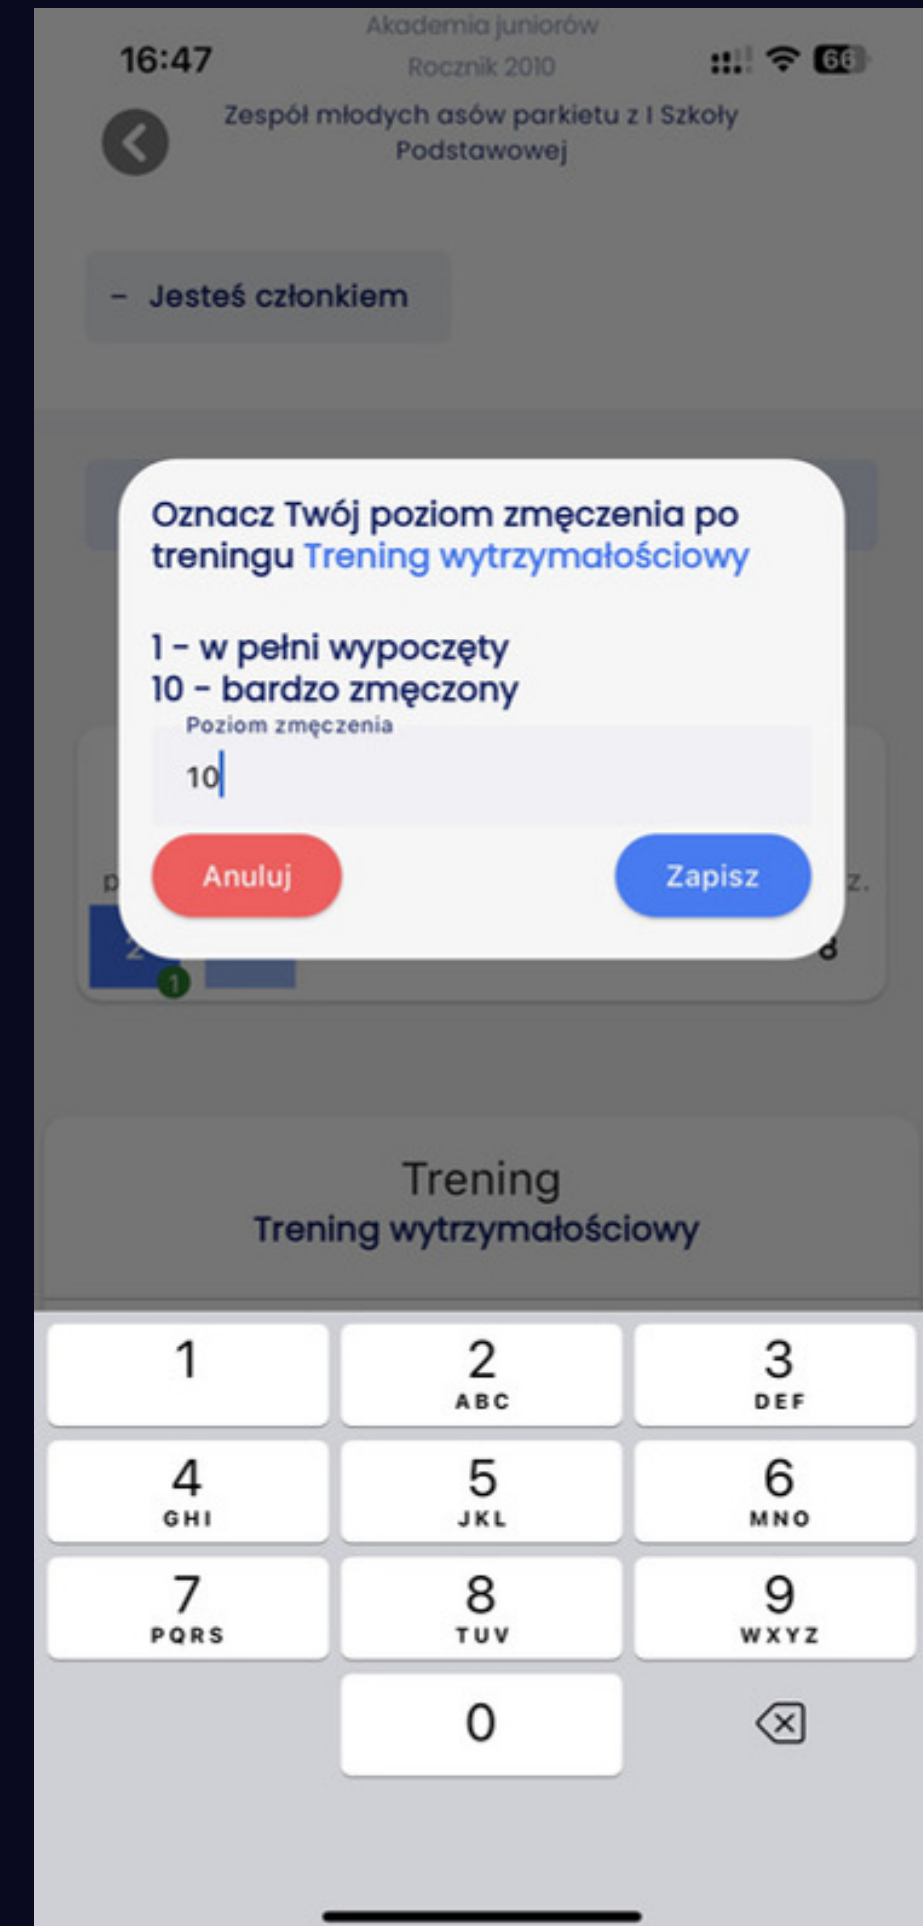 Akademia juniorów
16:47
Rocznik 2010
66
Zespół młodych asów parkietu z I Szkoły
Podstawowej
- Jesteś członkiem
Oznacz Twój poziom zmęczenia po
treningu Trening wytrzymałościowy
1 - w pełni wypoczęty
10 - bardzo zmęczony
Poziom zmęczenia
10
Anuluj
Zapisz
z.
1
Trening
Trening wytrzymałościowy
1
2
ABC
3
DEF
4
GHI
5
JKL
6
MNO
7
PQRS
8
TUV
9
WXYZ
0